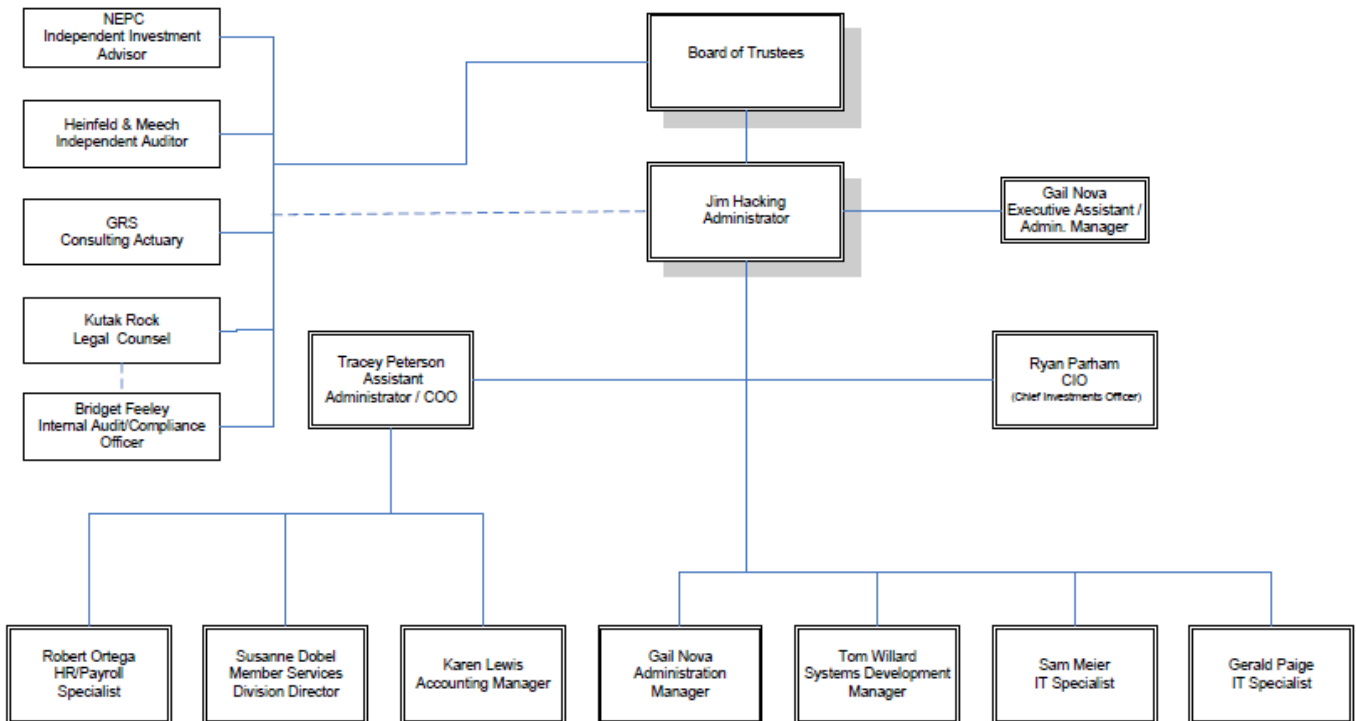 NEPC
Independent Investment
Advisor
Board of Trustees
Heinfeld & Meech
Independent Auditor
Jim Hacking
Administrator
Gail Nova
Executive Assistant /
Admin. Manager
GRS
Consulting Actuary
Kutak Rock
Legal Counsel
Tracey Peterson
Assistant
Administrator / COO
Ryan Parham
CIO
(Chief Investments Officer)
Bridget Feeley
Internal Audit/Compliance
Officer
Robert Ortega
HR/Payroll
Specialist
Susanne Dobel
Member Services
Division Director
Karen Lewis
Accounting Manager
Gail Nova
Administration
Manager
Tom Willard
Systems Development
Manager
Sam Meier
IT Specialist
Gerald Paige
IT Specialist